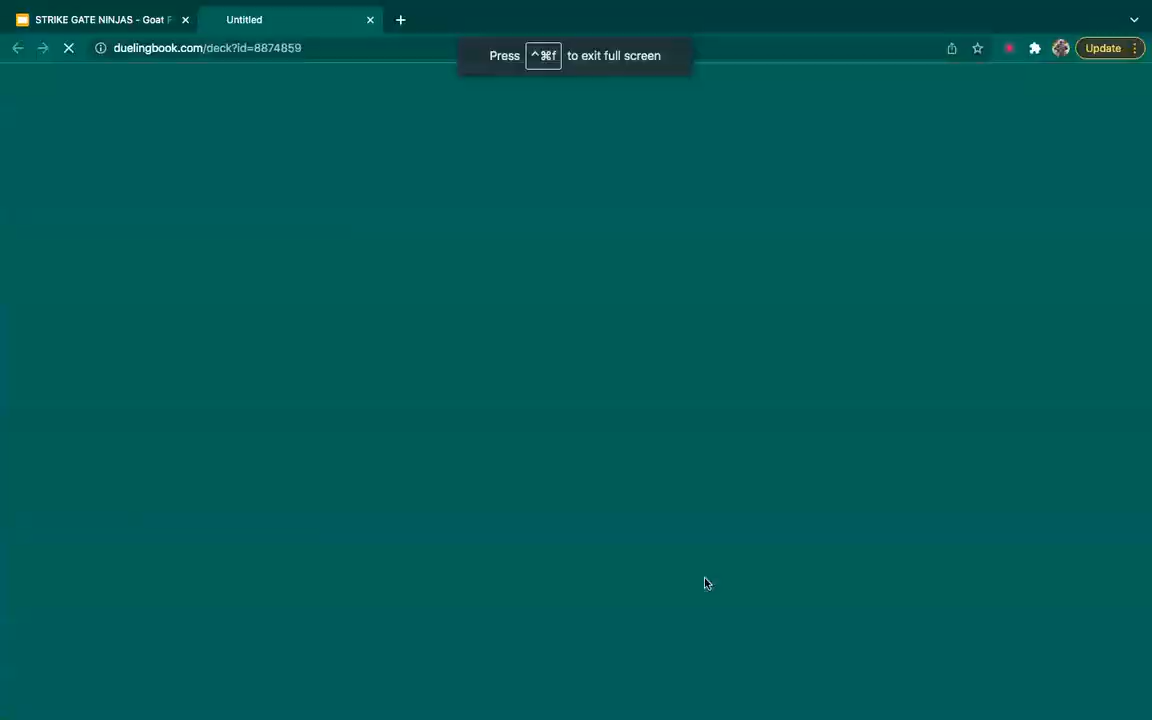 STRIKE GATE NINJAS - Goat F
Untitled
duelingbook.com/deck?id=8874859
Update
Press ^⌘f to exit full screen